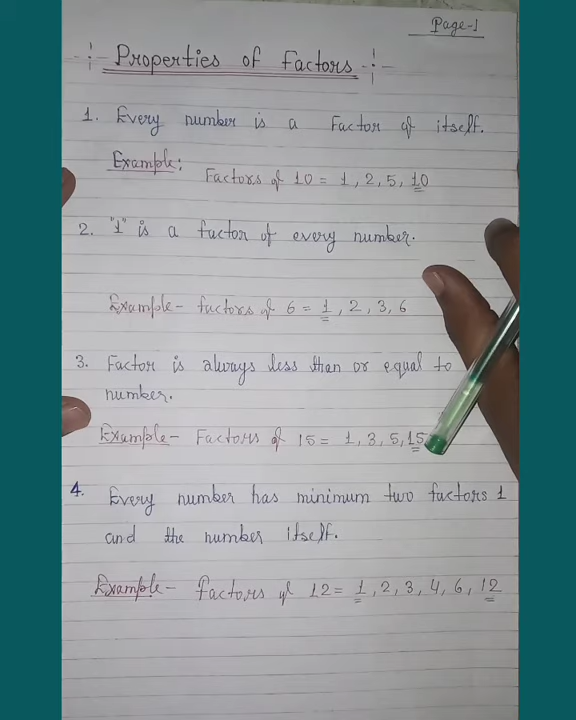 Page-1
Properties of Factors
1. Every number is a Factor of itself.
Example: Factors of 10 = 1, 2, 5, 10
2. "1" is a factor of every number.
Example- factors of 6 = 1, 2, 3, 6
3. Factor is always less than or equal to
number.
Example- Factors of 15 = 1, 3, 5, 15
4. Every number has minimum two factors 1
and the number itself.
Example- Factors of 12 = 1, 2, 3, 4, 6, 12